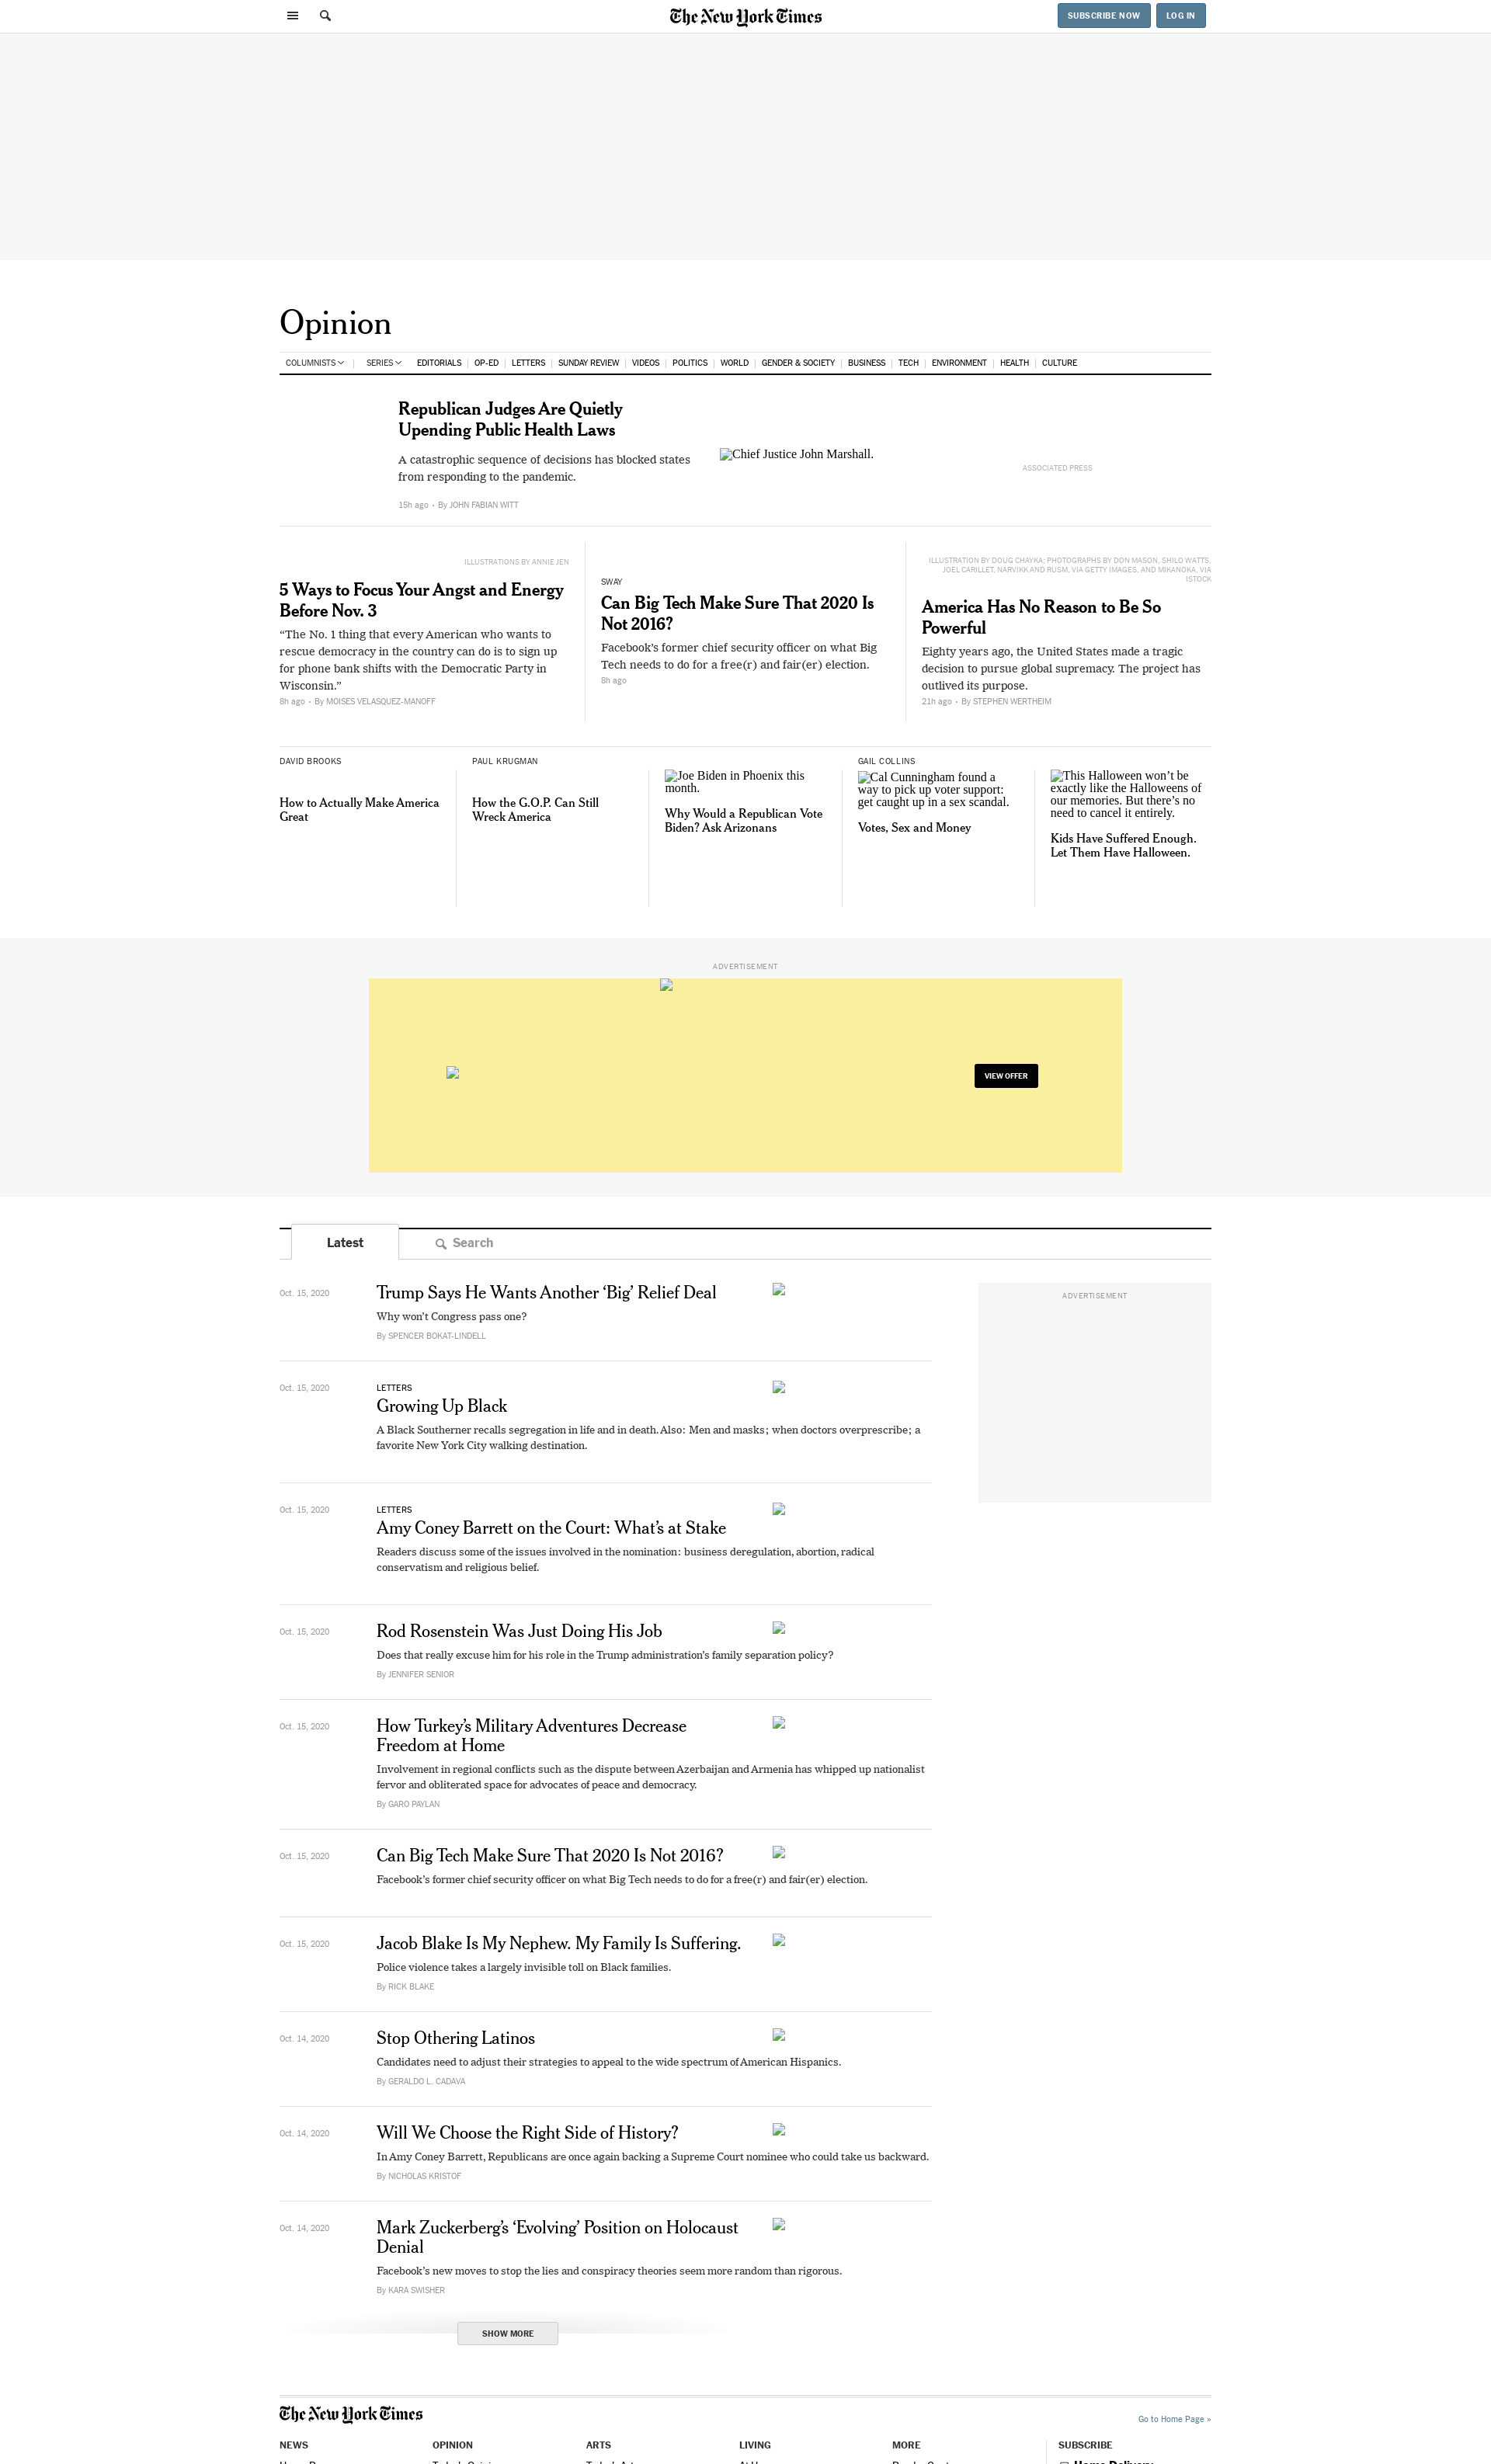 The New York Times
SUBSCRIBE NOW
LOG IN
Opinion
COLUMNISTS
SERIES
EDITORIALS
OP-ED
LETTERS
SUNDAY REVIEW
VIDEOS
POLITICS
WORLD
GENDER & SOCIETY
BUSINESS
TECH
ENVIRONMENT
HEALTH
CULTURE
Republican Judges Are Quietly
Upending Public Health Laws
A catastrophic sequence of decisions has blocked states
from responding to the pandemic.
15h ago • By JOHN FABIAN WITT
Chief Justice John Marshall.
ASSOCIATED PRESS
ILLUSTRATIONS BY ANNIE JEN
5 Ways to Focus Your Angst and Energy
Before Nov. 3
“The No. 1 thing that every American who wants to
rescue democracy in the country can do is to sign up
for phone bank shifts with the Democratic Party in
Wisconsin.”
8h ago • By MOISES VELASQUEZ-MANOFF
SWAY
Can Big Tech Make Sure That 2020 Is
Not 2016?
Facebook’s former chief security officer on what Big
Tech needs to do for a free(r) and fair(er) election.
8h ago
ILLUSTRATION BY DOUG CHAYKA; PHOTOGRAPHS BY DON MASON, SHILO WATTS,
JOEL CARILLET, NARVIKK AND RUSM, VIA GETTY IMAGES, AND MIKANOKA, VIA
ISTOCK
America Has No Reason to Be So
Powerful
Eighty years ago, the United States made a tragic
decision to pursue global supremacy. The project has
outlived its purpose.
21h ago • By STEPHEN WERTHEIM
DAVID BROOKS
How to Actually Make America
Great
PAUL KRUGMAN
How the G.O.P. Can Still
Wreck America
Joe Biden in Phoenix this
month.
Why Would a Republican Vote
Biden? Ask Arizonans
GAIL COLLINS
Cal Cunningham found a
way to pick up voter support:
get caught up in a sex scandal.
Votes, Sex and Money
This Halloween won’t be
exactly like the Halloweens of
our memories. But there’s no
need to cancel it entirely.
Kids Have Suffered Enough.
Let Them Have Halloween.
ADVERTISEMENT
VIEW OFFER
Latest
Search
ADVERTISEMENT
Oct. 15, 2020
Trump Says He Wants Another ‘Big’ Relief Deal
Why won’t Congress pass one?
By SPENCER BOKAT-LINDELL
Oct. 15, 2020
LETTERS
Growing Up Black
A Black Southerner recalls segregation in life and in death. Also: Men and masks; when doctors overprescribe; a
favorite New York City walking destination.
Oct. 15, 2020
LETTERS
Amy Coney Barrett on the Court: What’s at Stake
Readers discuss some of the issues involved in the nomination: business deregulation, abortion, radical
conservatism and religious belief.
Oct. 15, 2020
Rod Rosenstein Was Just Doing His Job
Does that really excuse him for his role in the Trump administration’s family separation policy?
By JENNIFER SENIOR
Oct. 15, 2020
How Turkey’s Military Adventures Decrease
Freedom at Home
Involvement in regional conflicts such as the dispute between Azerbaijan and Armenia has whipped up nationalist
fervor and obliterated space for advocates of peace and democracy.
By GARO PAYLAN
Oct. 15, 2020
Can Big Tech Make Sure That 2020 Is Not 2016?
Facebook’s former chief security officer on what Big Tech needs to do for a free(r) and fair(er) election.
Oct. 15, 2020
Jacob Blake Is My Nephew. My Family Is Suffering.
Police violence takes a largely invisible toll on Black families.
By RICK BLAKE
Oct. 14, 2020
Stop Othering Latinos
Candidates need to adjust their strategies to appeal to the wide spectrum of American Hispanics.
By GERALDO L. CADAVA
Oct. 14, 2020
Will We Choose the Right Side of History?
In Amy Coney Barrett, Republicans are once again backing a Supreme Court nominee who could take us backward.
By NICHOLAS KRISTOF
Oct. 14, 2020
Mark Zuckerberg’s ‘Evolving’ Position on Holocaust
Denial
Facebook’s new moves to stop the lies and conspiracy theories seem more random than rigorous.
By KARA SWISHER
SHOW MORE
The New York Times
Go to Home Page »
NEWS
OPINION
ARTS
LIVING
MORE
SUBSCRIBE